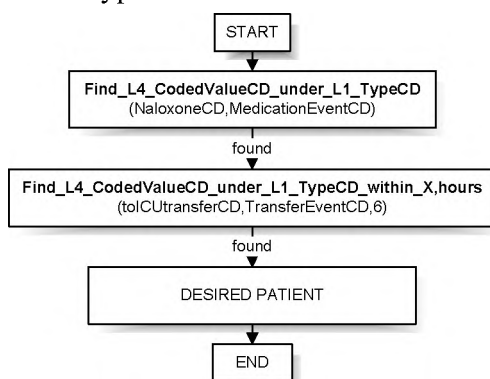 START
Find_L4_CodedValueCD_under_L1_TypeCD
(NaloxoneCD,MedicationEventCD)
found
Find_L4_CodedValueCD_under_L1_TypeCD_within_X,hours
(toICUtransferCD,TransferEventCD,6)
found
DESIRED PATIENT
END